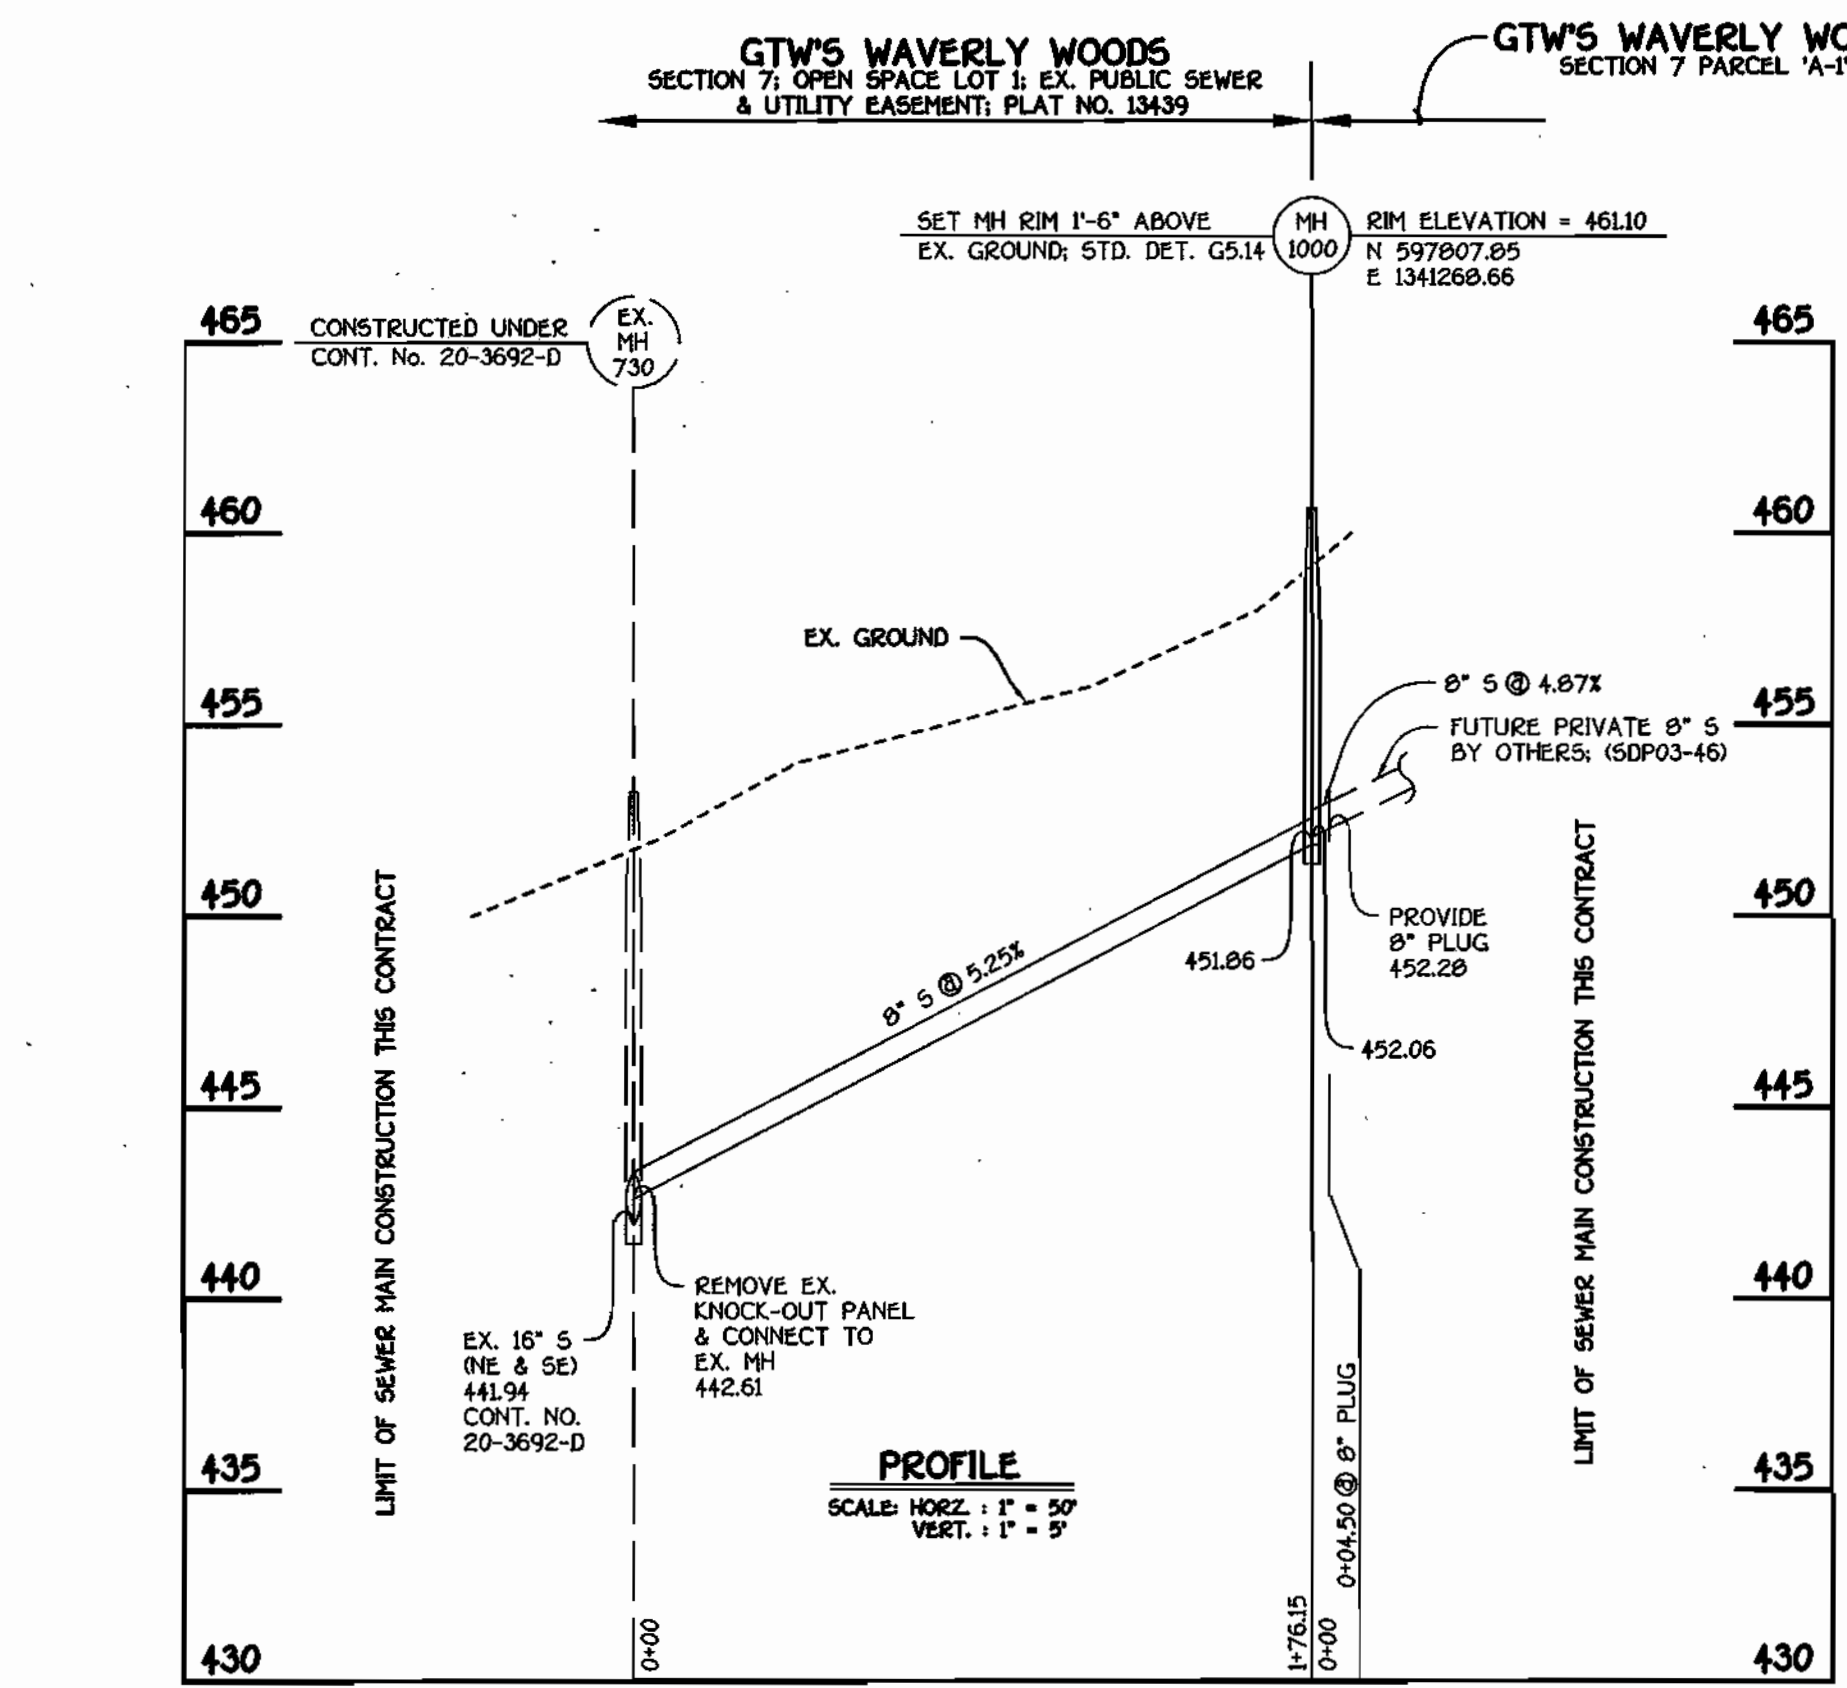 GTW'S WAVERLY WOODS
SECTION 7; OPEN SPACE LOT 1; EX. PUBLIC SEWER
& UTILITY EASEMENT; PLAT NO. 13439
GTW'S WAVERLY WO
SECTION 7 PARCEL 'A-1'
SET MH RIM 1'-6" ABOVE
EX. GROUND; STD. DET. G5.14
MH
1000
RIM ELEVATION = 461.10
N 597807.85
E 1341268.66
465
CONSTRUCTED UNDER
CONT. No. 20-3692-D
EX.
MH
730
465
460
460
EX. GROUND
455
8" S @ 4.87%
455
FUTURE PRIVATE 8" S
BY OTHERS; (SDP03-46)
450
450
PROVIDE
8" PLUG
452.28
451.86
8" S @ 5.25%
452.06
445
445
LIMIT OF SEWER MAIN CONSTRUCTION THIS CONTRACT
LIMIT OF SEWER MAIN CONSTRUCTION THIS CONTRACT
440
440
REMOVE EX.
KNOCK-OUT PANEL
& CONNECT TO
EX. MH
442.61
EX. 16" S
(NE & SE)
441.94
CONT. NO.
20-3692-D
435
435
PROFILE
SCALE: HORZ. : 1" = 50'
VERT. : 1" = 5'
0+04.50 @ 8" PLUG
430
0+00
1+76.15
0+00
430